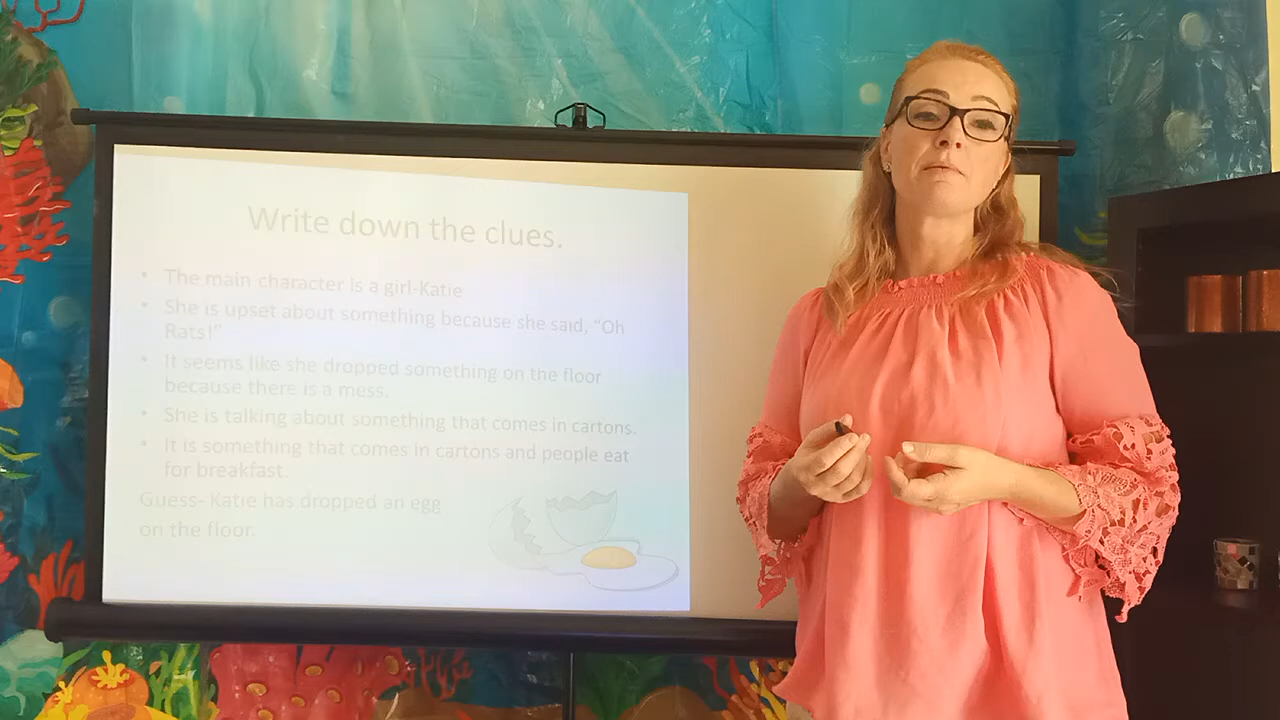 Write down the clues.
• The main character is a girl-Katie
• She is upset about something because she said, “Oh
Rats!”
• It seems like she dropped something on the floor
because there is a mess.
• She is talking about something that comes in cartons.
• It is something that comes in cartons and people eat
for breakfast.
Guess- Katie has dropped an egg
on the floor.